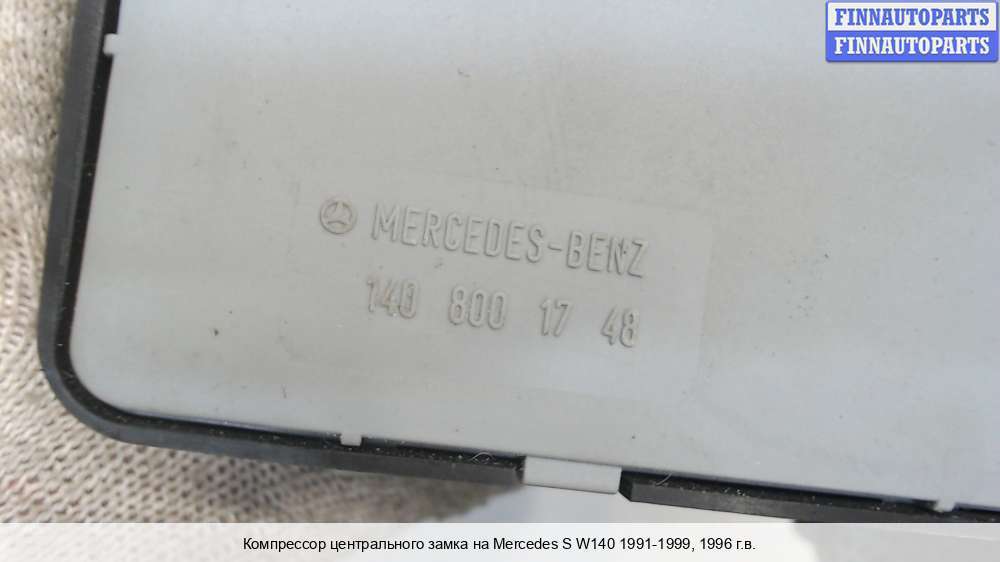 FINNAUTOPARTS
FINNAUTOPARTS
MERCEDES-BENZ
140 800 17 48
Компрессор центрального замка на Mercedes S W140 1991-1999, 1996 г.в.